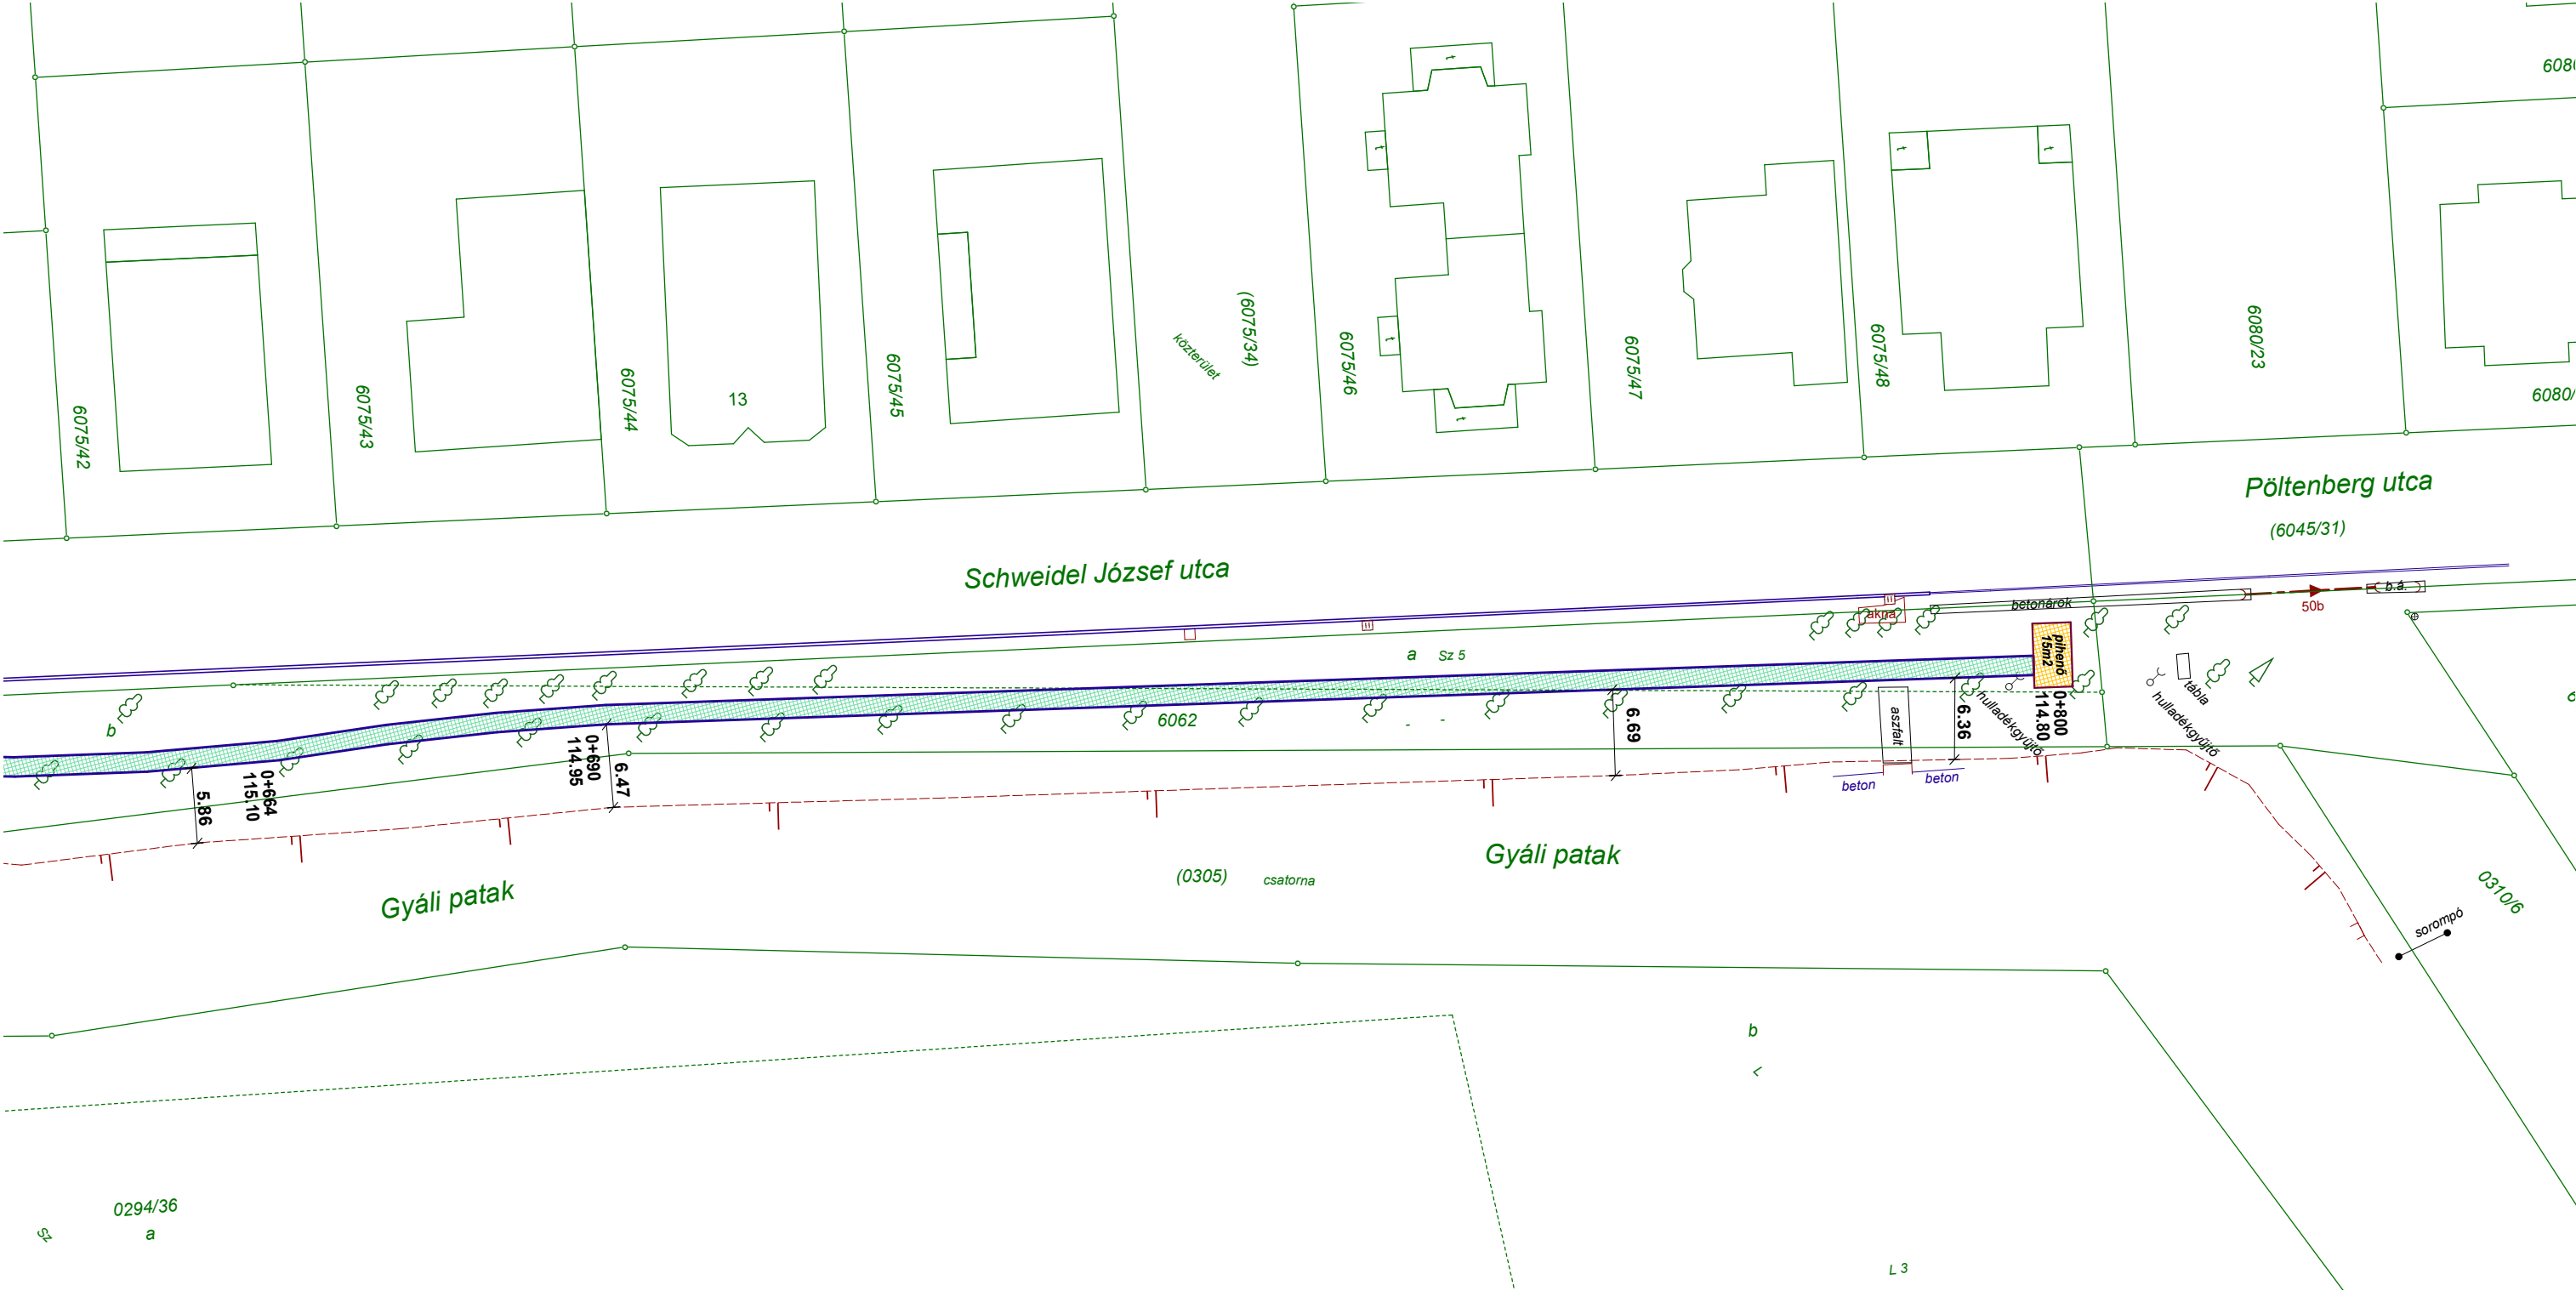 6075/42
6075/43
6075/44
13
6075/45
közterület
(6075/34)
6075/46
6075/47
6075/48
6080/23
6080/
Pöltenberg utca
(6045/31)
Schweidel József utca
akna
betonárok
50b
b.á.
a
Sz 5
b
6062
pihenő
15m2
0+800
114.80
hulladékgyűjtő
tábla
hulladékgyűjtő
aszfalt
6.36
6.69
0+690
114.95
6.47
0+664
115.10
5.86
beton
beton
Gyáli patak
Gyáli patak
(0305)
csatorna
sorompó
0310/6
b
L
0294/36
a
Sz
L 3